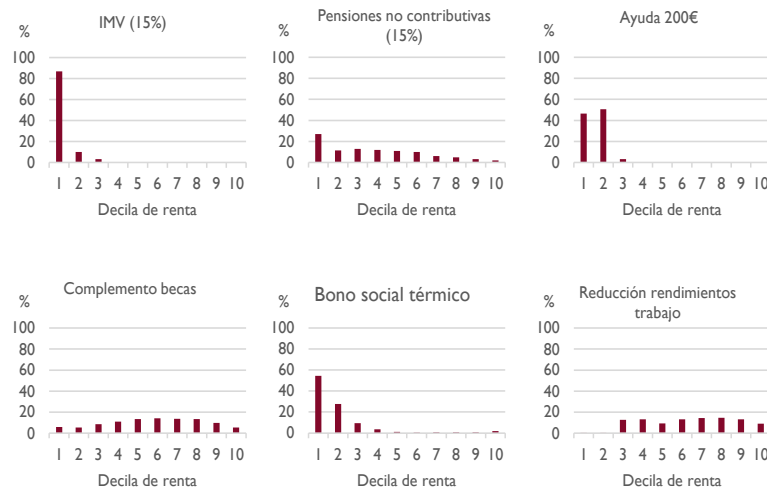 IMV (15%)
%
100
80
60
40
20
0
1 2 3 4 5 6 7 8 9 10
Decila de renta
Pensiones no contributivas
(15%)
%
100
80
60
40
20
0
1 2 3 4 5 6 7 8 9 10
Decila de renta
Ayuda 200€
%
100
80
60
40
20
0
1 2 3 4 5 6 7 8 9 10
Decila de renta
Complemento becas
%
100
80
60
40
20
0
1 2 3 4 5 6 7 8 9 10
Decila de renta
Bono social térmico
%
100
80
60
40
20
0
1 2 3 4 5 6 7 8 9 10
Decila de renta
Reducción rendimientos
trabajo
%
100
80
60
40
20
0
1 2 3 4 5 6 7 8 9 10
Decila de renta